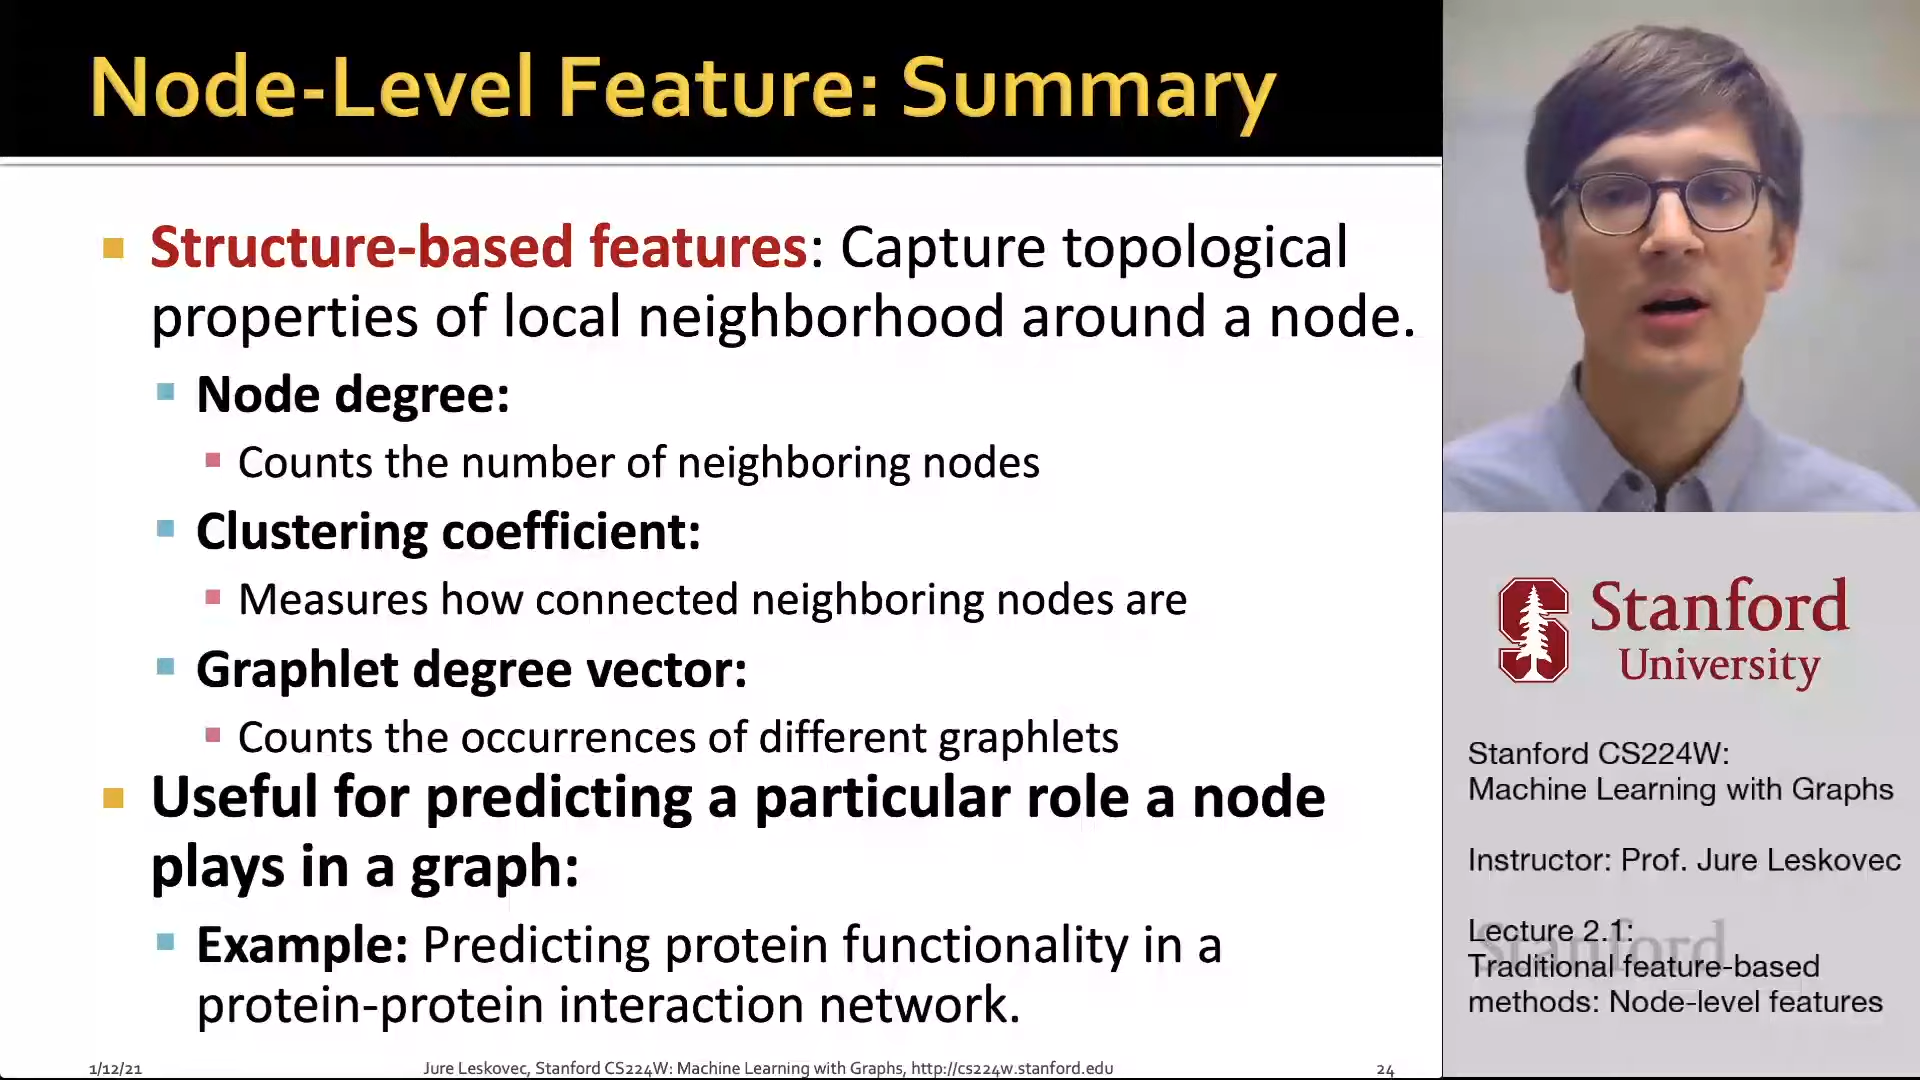 Node-Level Feature: Summary
Structure-based features: Capture topological
properties of local neighborhood around a node.
Node degree:
Counts the number of neighboring nodes
Clustering coefficient:
Measures how connected neighboring nodes are
Graphlet degree vector:
Counts the occurrences of different graphlets
Useful for predicting a particular role a node
plays in a graph:
Example: Predicting protein functionality in a
protein-protein interaction network.
1/12/21
Jure Leskovec, Stanford CS224W: Machine Learning with Graphs, http://cs224w.stanford.edu
24
Stanford
University
Stanford CS224W:
Machine Learning with Graphs
Instructor: Prof. Jure Leskovec
Stanford
Lecture 2.1:
Traditional feature-based
methods: Node-level features